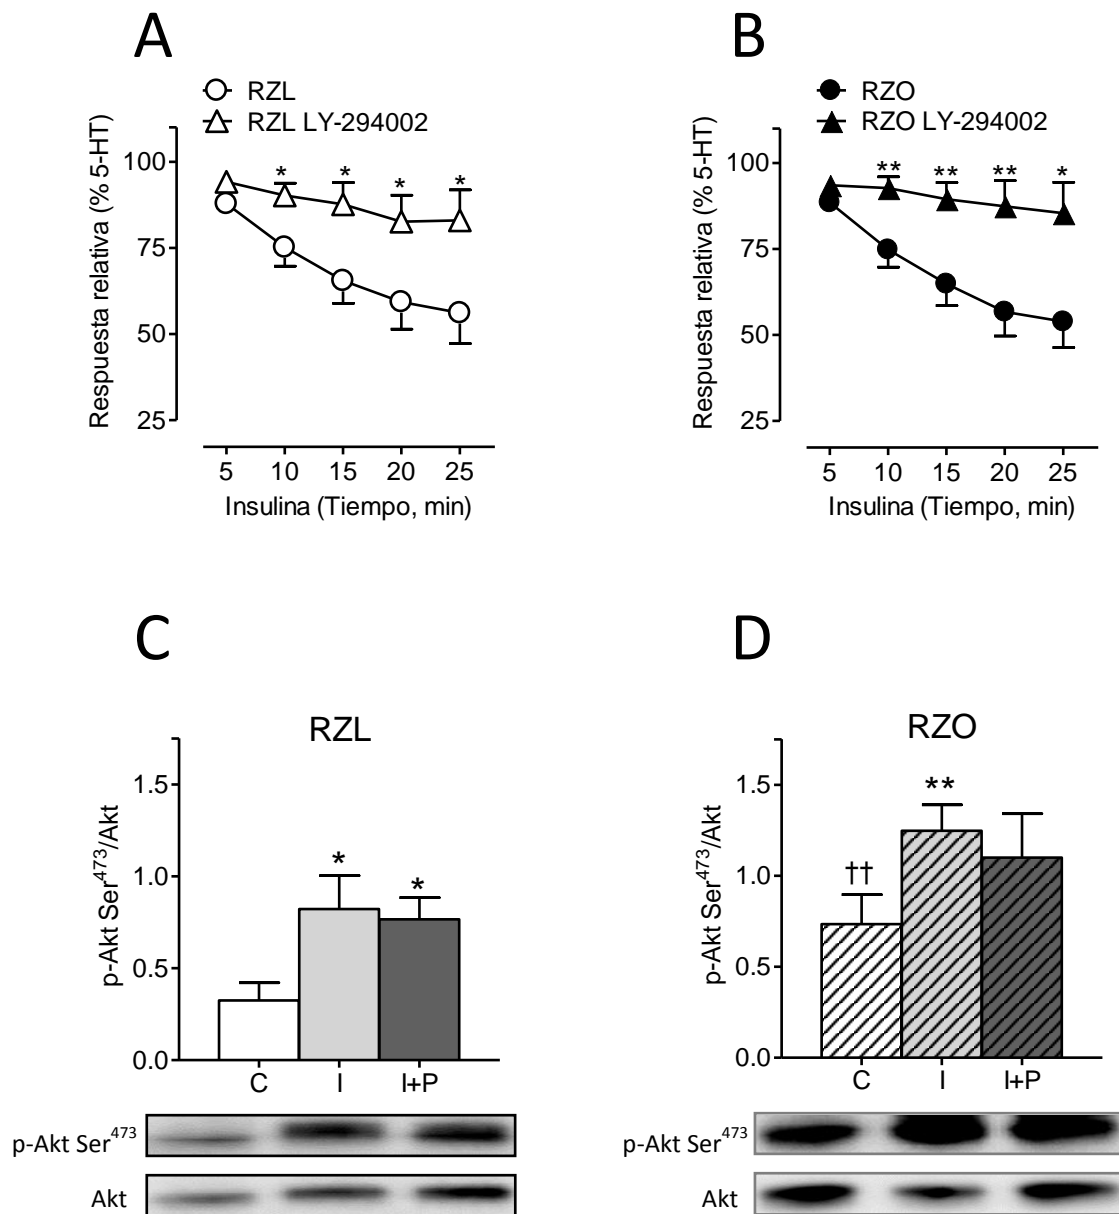 A
RZL
RZL LY-294002
Respuesta relativa (% 5-HT)
100
75
50
25
* * * *
5 10 15 20 25
Insulina (Tiempo, min)
B
RZO
RZO LY-294002
Respuesta relativa (% 5-HT)
100
75
50
25
** ** ** *
5 10 15 20 25
Insulina (Tiempo, min)
C
RZL
p-Akt Ser⁴⁷³/Akt
1.5
1.0
0.5
0.0
* *
C I I+P
p-Akt Ser⁴⁷³
Akt
D
RZO
p-Akt Ser⁴⁷³/Akt
1.5
1.0
0.5
0.0
†† **
C I I+P
p-Akt Ser⁴⁷³
Akt